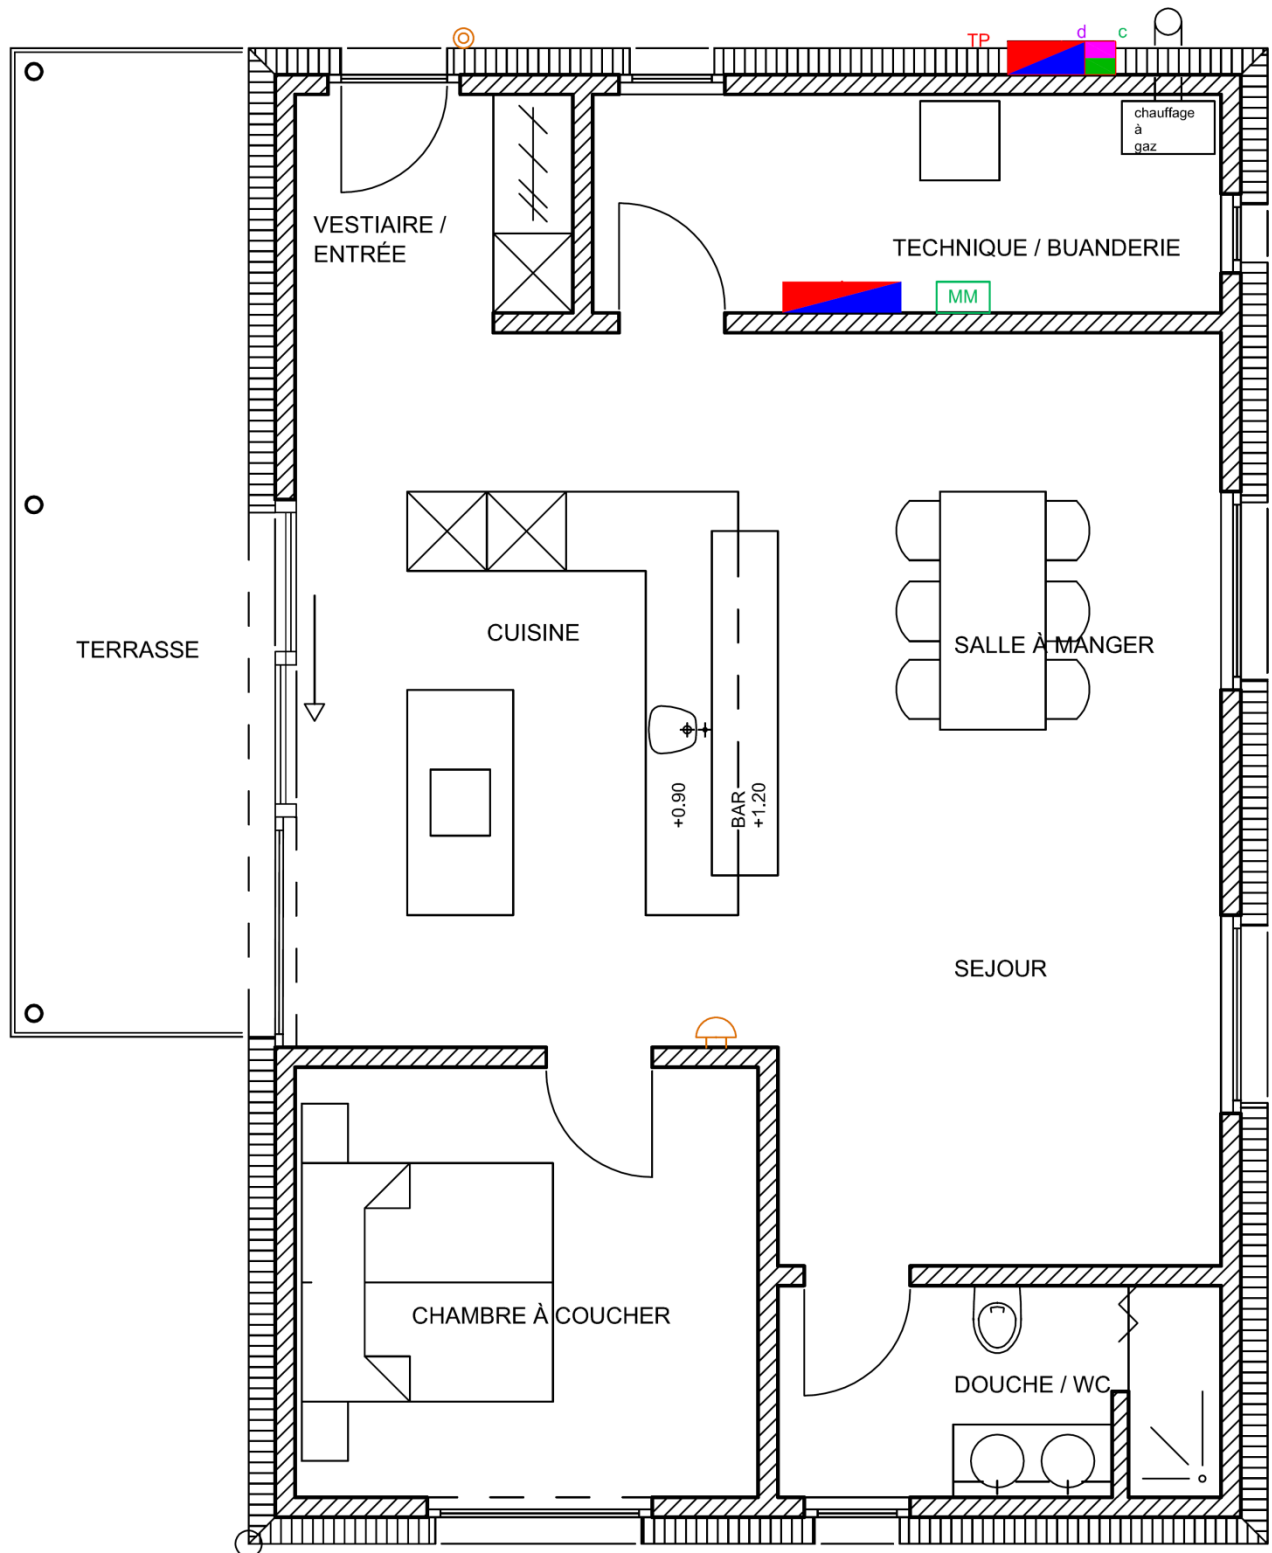 TP
d
c
chauffage
à
gaz
VESTIAIRE /
ENTRÉE
TECHNIQUE / BUANDERIE
MM
CUISINE
TERRASSE
SALLE À MANGER
+0.90
BAR
+1.20
SEJOUR
CHAMBRE À COUCHER
DOUCHE / WC